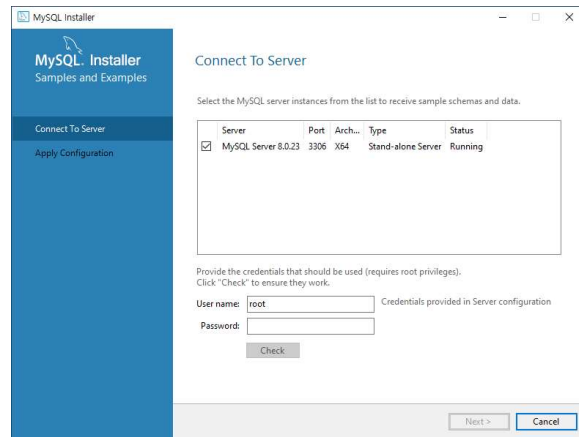 MySQL Installer
MySQL. Installer
Samples and Examples
Connect To Server
Apply Configuration
Connect To Server
Select the MySQL server instances from the list to receive sample schemas and data.
Server Port Arch... Type Status
MySQL Server 8.0.23 3306 X64 Stand-alone Server Running
Provide the credentials that should be used (requires root privileges).
Click "Check" to ensure they work.
User name: root Credentials provided in Server configuration
Password:
Check
Next > Cancel